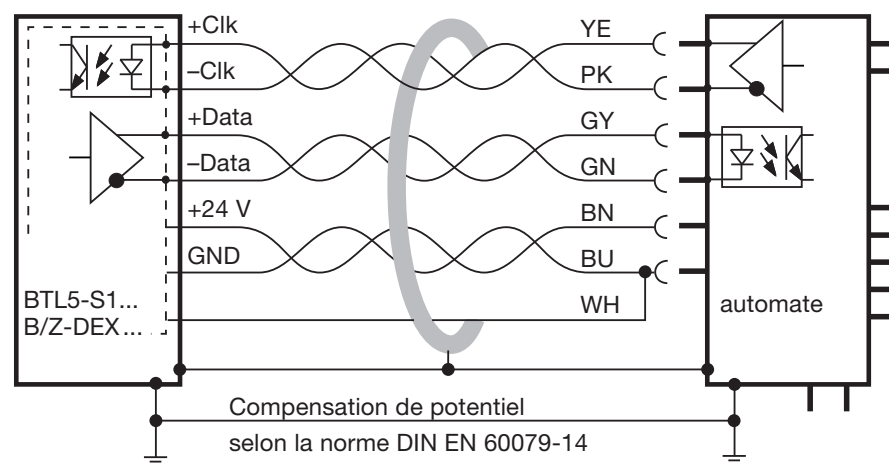 +Clk
YE
–Clk
PK
+Data
GY
–Data
GN
+24 V
BN
GND
BU
BTL5-S1...
B/Z-DEX...
WH
automate
Compensation de potentiel
selon la norme DIN EN 60079-14